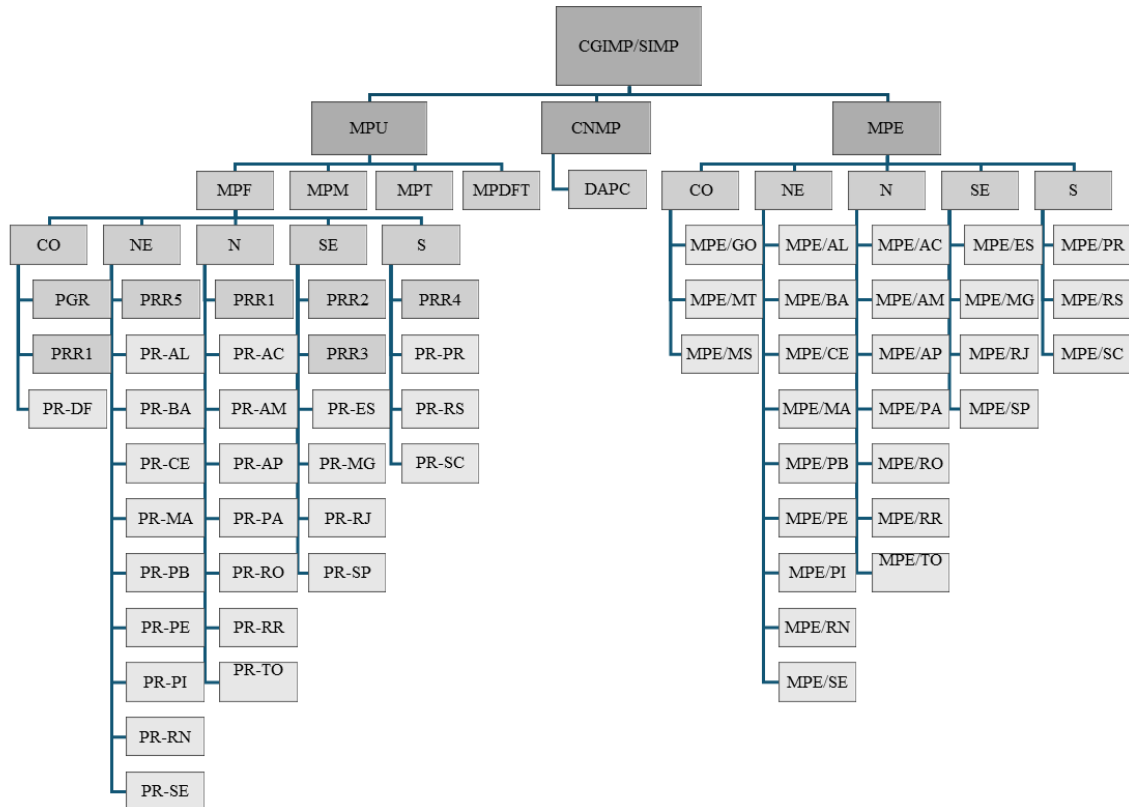 CGIMP/SIMP
MPU
CNMP
MPE
MPF
MPM
MPT
MPDFT
DAPC
CO
NE
N
SE
S
CO
NE
N
SE
S
PGR
PRR1
PR-DF
PRR5
PR-AL
PR-BA
PR-CE
PR-MA
PR-PB
PR-PE
PR-PI
PR-RN
PR-SE
PRR1
PR-AC
PR-AM
PR-AP
PR-PA
PR-RO
PR-RR
PR-TO
PRR2
PRR3
PR-ES
PR-MG
PR-RJ
PR-SP
PRR4
PR-PR
PR-RS
PR-SC
MPE/GO
MPE/MT
MPE/MS
MPE/AL
MPE/BA
MPE/CE
MPE/MA
MPE/PB
MPE/PE
MPE/PI
MPE/RN
MPE/SE
MPE/AC
MPE/AM
MPE/AP
MPE/PA
MPE/RO
MPE/RR
MPE/TO
MPE/ES
MPE/MG
MPE/RJ
MPE/SP
MPE/PR
MPE/RS
MPE/SC